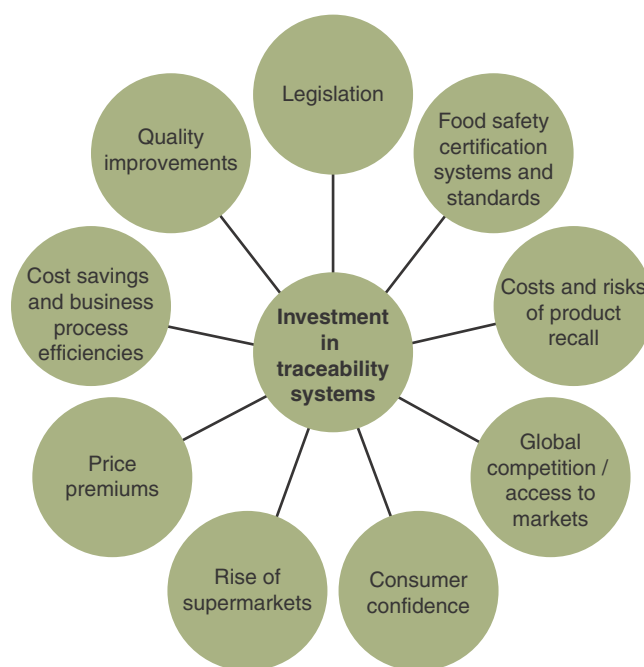 Legislation
Food safety
certification
systems and
standards
Costs and risks
of product
recall
Global
competition /
access to
markets
Consumer
confidence
Rise of
supermarkets
Price
premiums
Cost savings
and business
process
efficiencies
Quality
improvements
Investment
in
traceability
systems